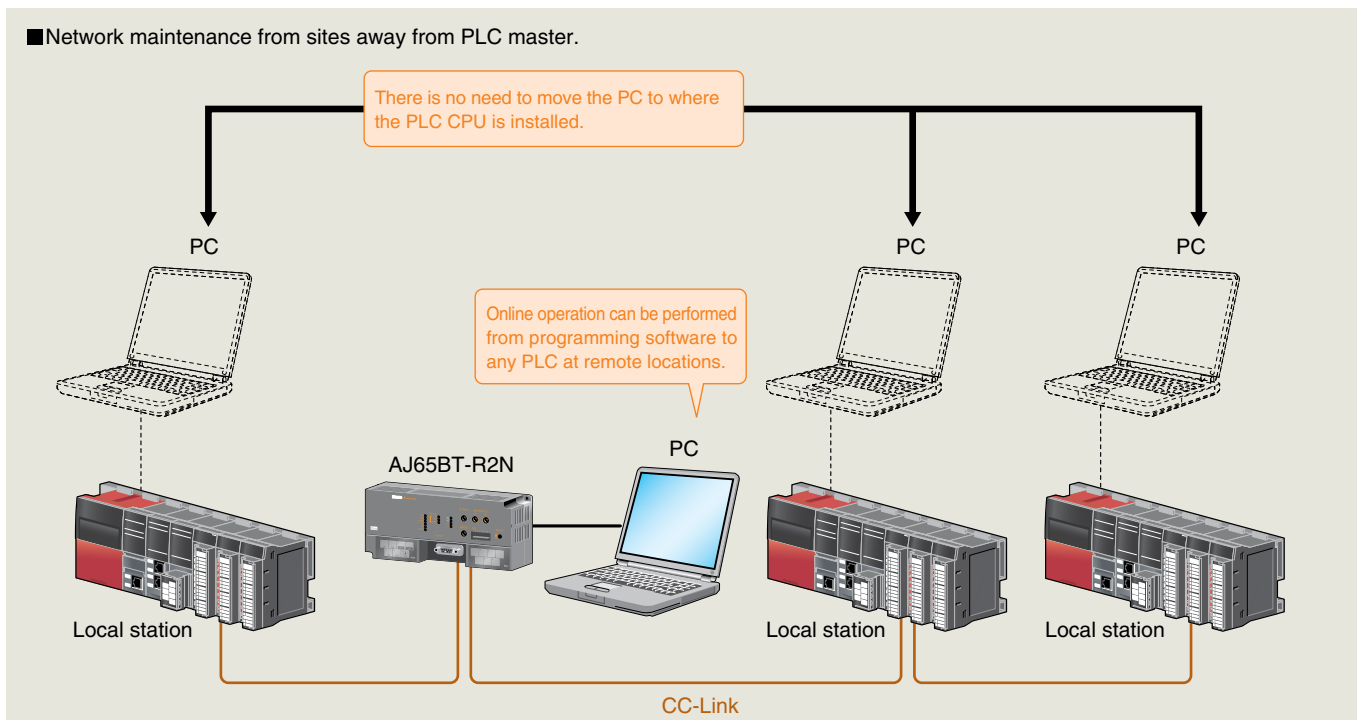 ■Network maintenance from sites away from PLC master.
There is no need to move the PC to where
the PLC CPU is installed.
PC
PC
PC
Online operation can be performed
from programming software to
any PLC at remote locations.
PC
AJ65BT-R2N
Local station
Local station
Local station
CC-Link